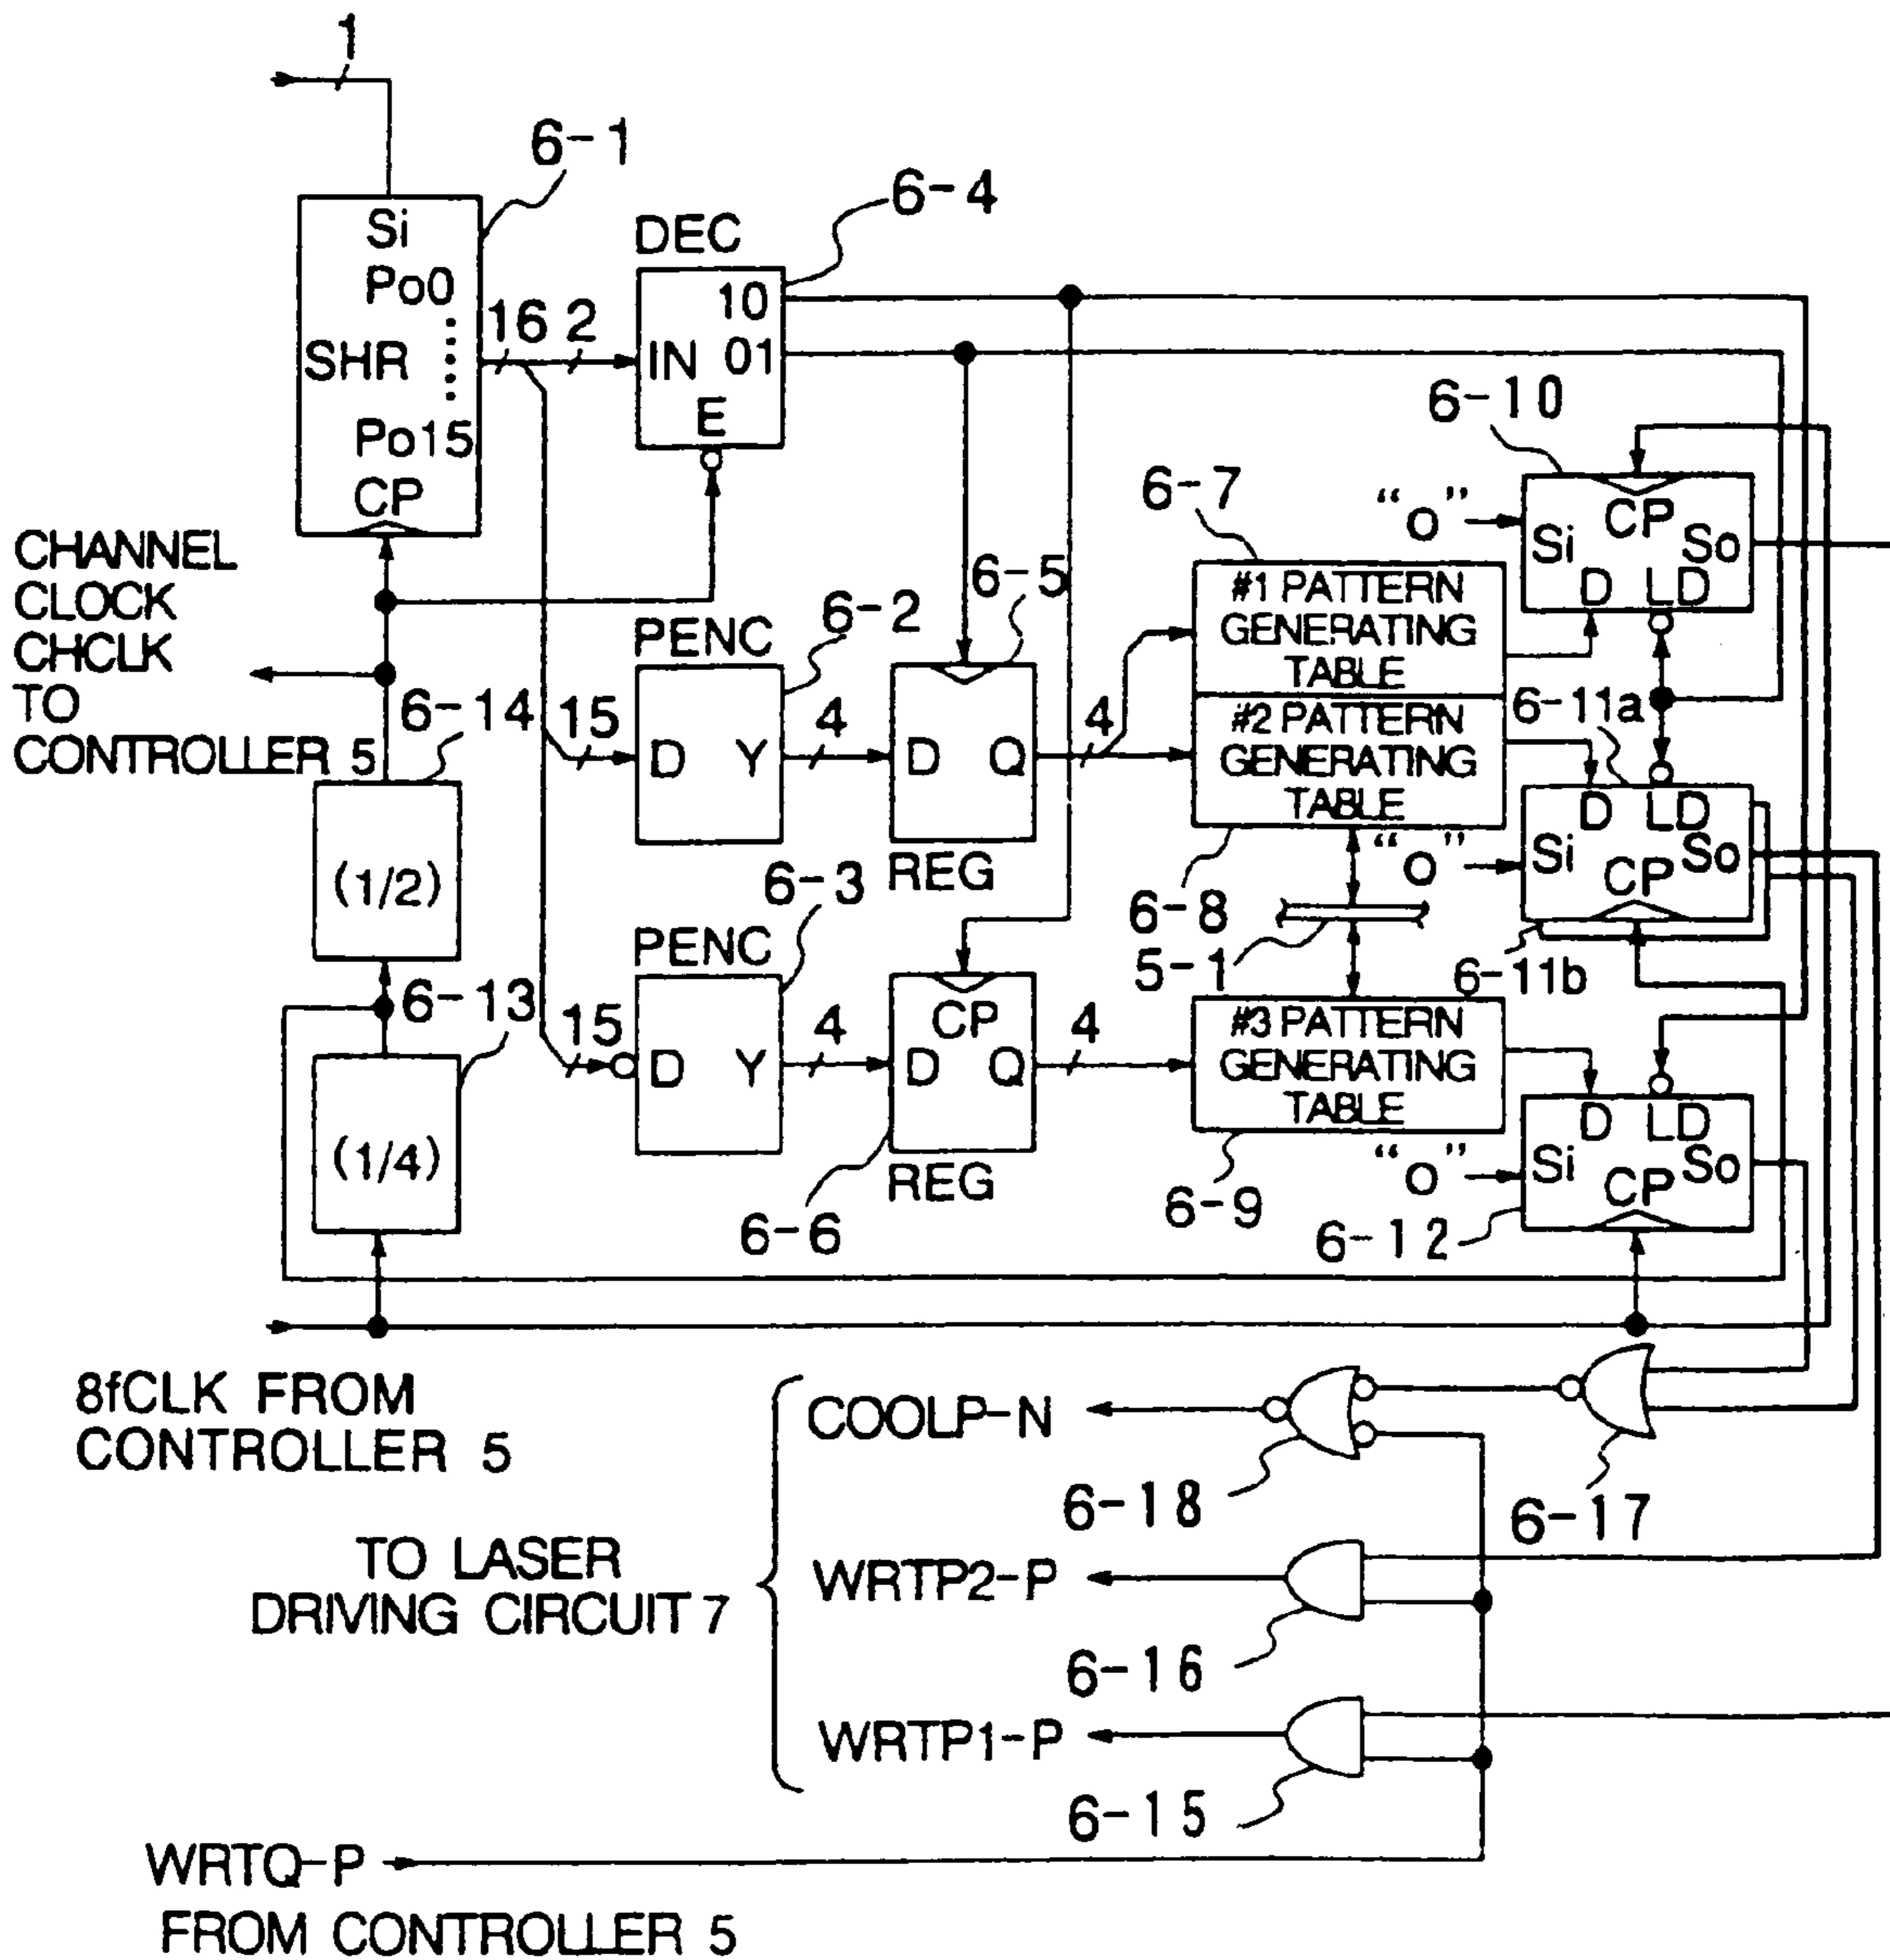 1
6-1
6-4
Si
DEC
Po0
10
SHR
16
2
IN
01
E
Po15
CP
6-10
6-7
"o"
CP
Si
So
D
LD
CHANNEL
CLOCK
CHCLK
TO
CONTROLLER 5
6-5
#1 PATTERN
GENERATING
TABLE
6-2
PENC
6-14
15
D
Y
4
D
Q
4
#2 PATTERN
GENERATING
TABLE
6-11a
D
LD
"o"
Si
So
CP
REG
(1/2)
6-3
6-8
PENC
5-1
6-11b
6-13
15
D
Y
4
CP
D
Q
4
#3 PATTERN
GENERATING
TABLE
D
LD
(1/4)
"o"
Si
So
CP
REG
6-6
6-9
6-12
8fCLK FROM
CONTROLLER 5
COOLP-N
6-18
6-17
TO LASER
DRIVING CIRCUIT 7
WRTP2-P
6-16
WRTP1-P
6-15
WRTQ-P
FROM CONTROLLER 5